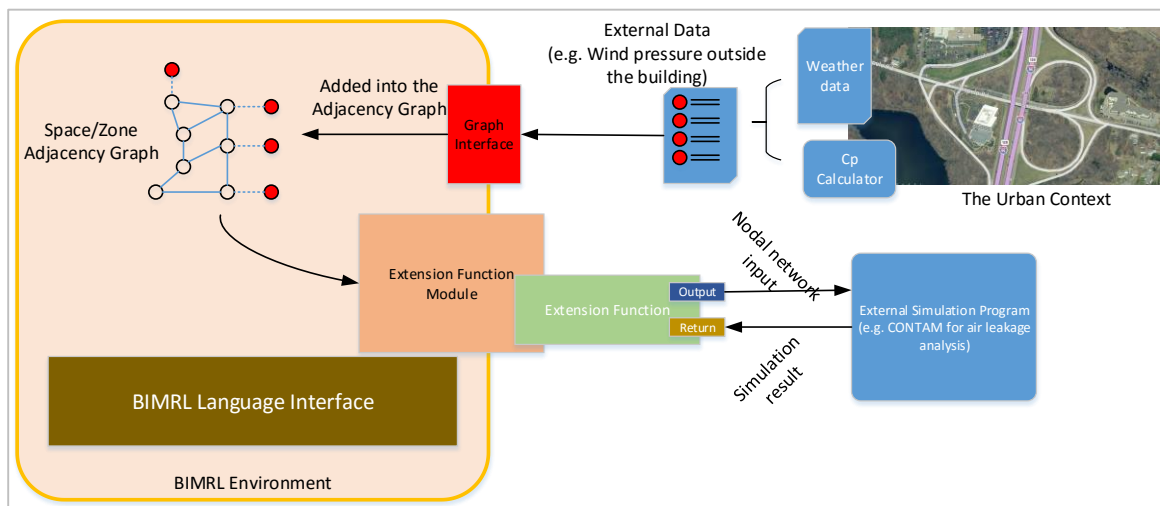 External Data
(e.g. Wind pressure outside
the building)
Weather
data
Added into the
Adjacency Graph
Graph
Interface
Space/Zone
Adjacency Graph
Cp
Calculator
The Urban Context
Extension Function
Module
Extension Function
Output
Return
Nodal network
input
Simulation
result
External Simulation Program
(e.g. CONTAM for air leakage
analysis)
BIMRL Language Interface
BIMRL Environment